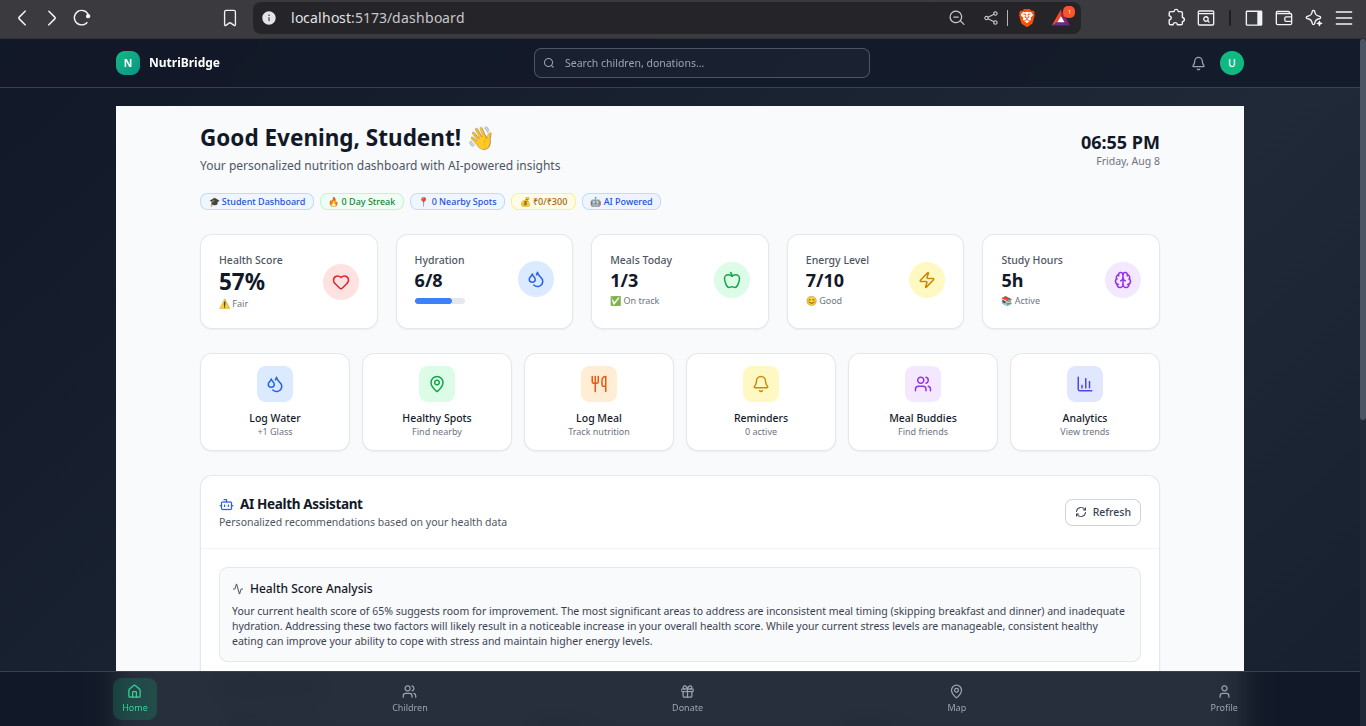 localhost:5173/dashboard
N NutriBridge
Search children, donations...
U
Good Evening, Student! 👋
06:55 PM
Your personalized nutrition dashboard with AI-powered insights
Friday, Aug 8
🎓 Student Dashboard 🔥 0 Day Streak 📍 0 Nearby Spots 💰 ₹0/₹300 🤖 AI Powered
Health Score
57%
⚠️ Fair
Hydration
6/8
Meals Today
1/3
✅ On track
Energy Level
7/10
😊 Good
Study Hours
5h
📚 Active
Log Water
+1 Glass
Healthy Spots
Find nearby
Log Meal
Track nutrition
Reminders
0 active
Meal Buddies
Find friends
Analytics
View trends
AI Health Assistant
Personalized recommendations based on your health data
Refresh
Health Score Analysis
Your current health score of 65% suggests room for improvement. The most significant areas to address are inconsistent meal timing (skipping breakfast and dinner) and inadequate
hydration. Addressing these two factors will likely result in a noticeable increase in your overall health score. While your current stress levels are manageable, consistent healthy
eating can improve your ability to cope with stress and maintain higher energy levels.
Home
Children
Donate
Map
Profile